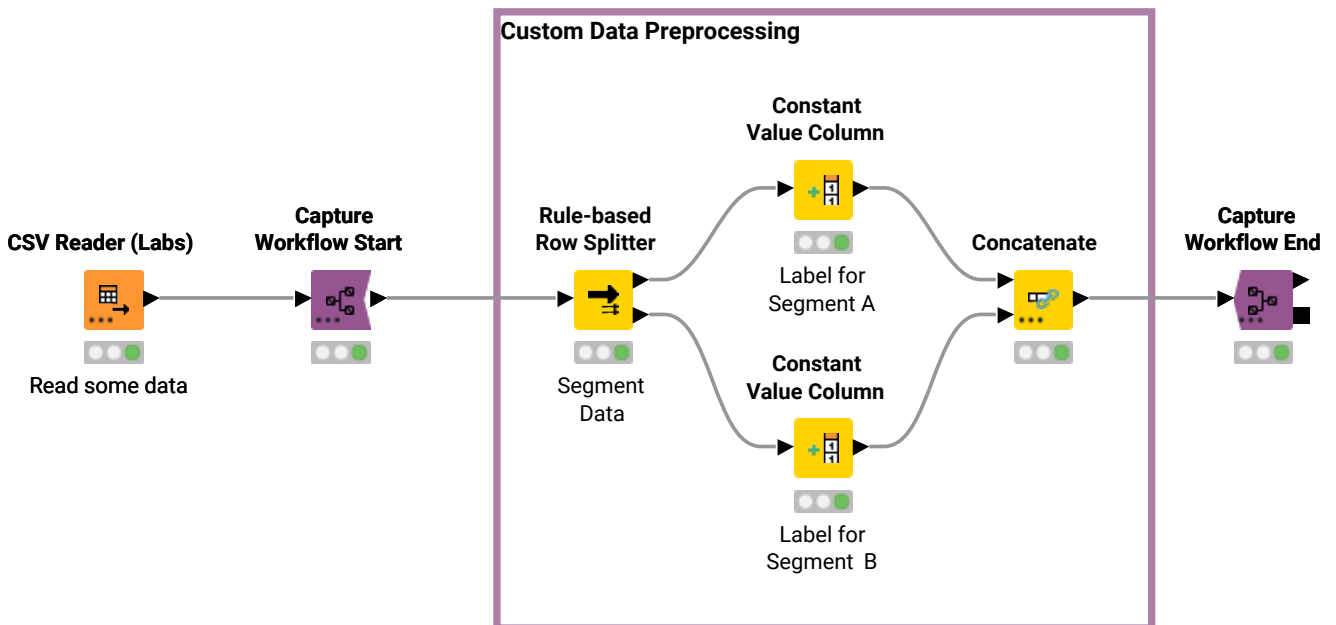 Custom Data Preprocessing
CSV Reader (Labs)
Read some data
Capture
Workflow Start
Rule-based
Row Splitter
Segment
Data
Constant
Value Column
Label for
Segment A
Constant
Value Column
Label for
Segment B
Concatenate
Capture
Workflow End